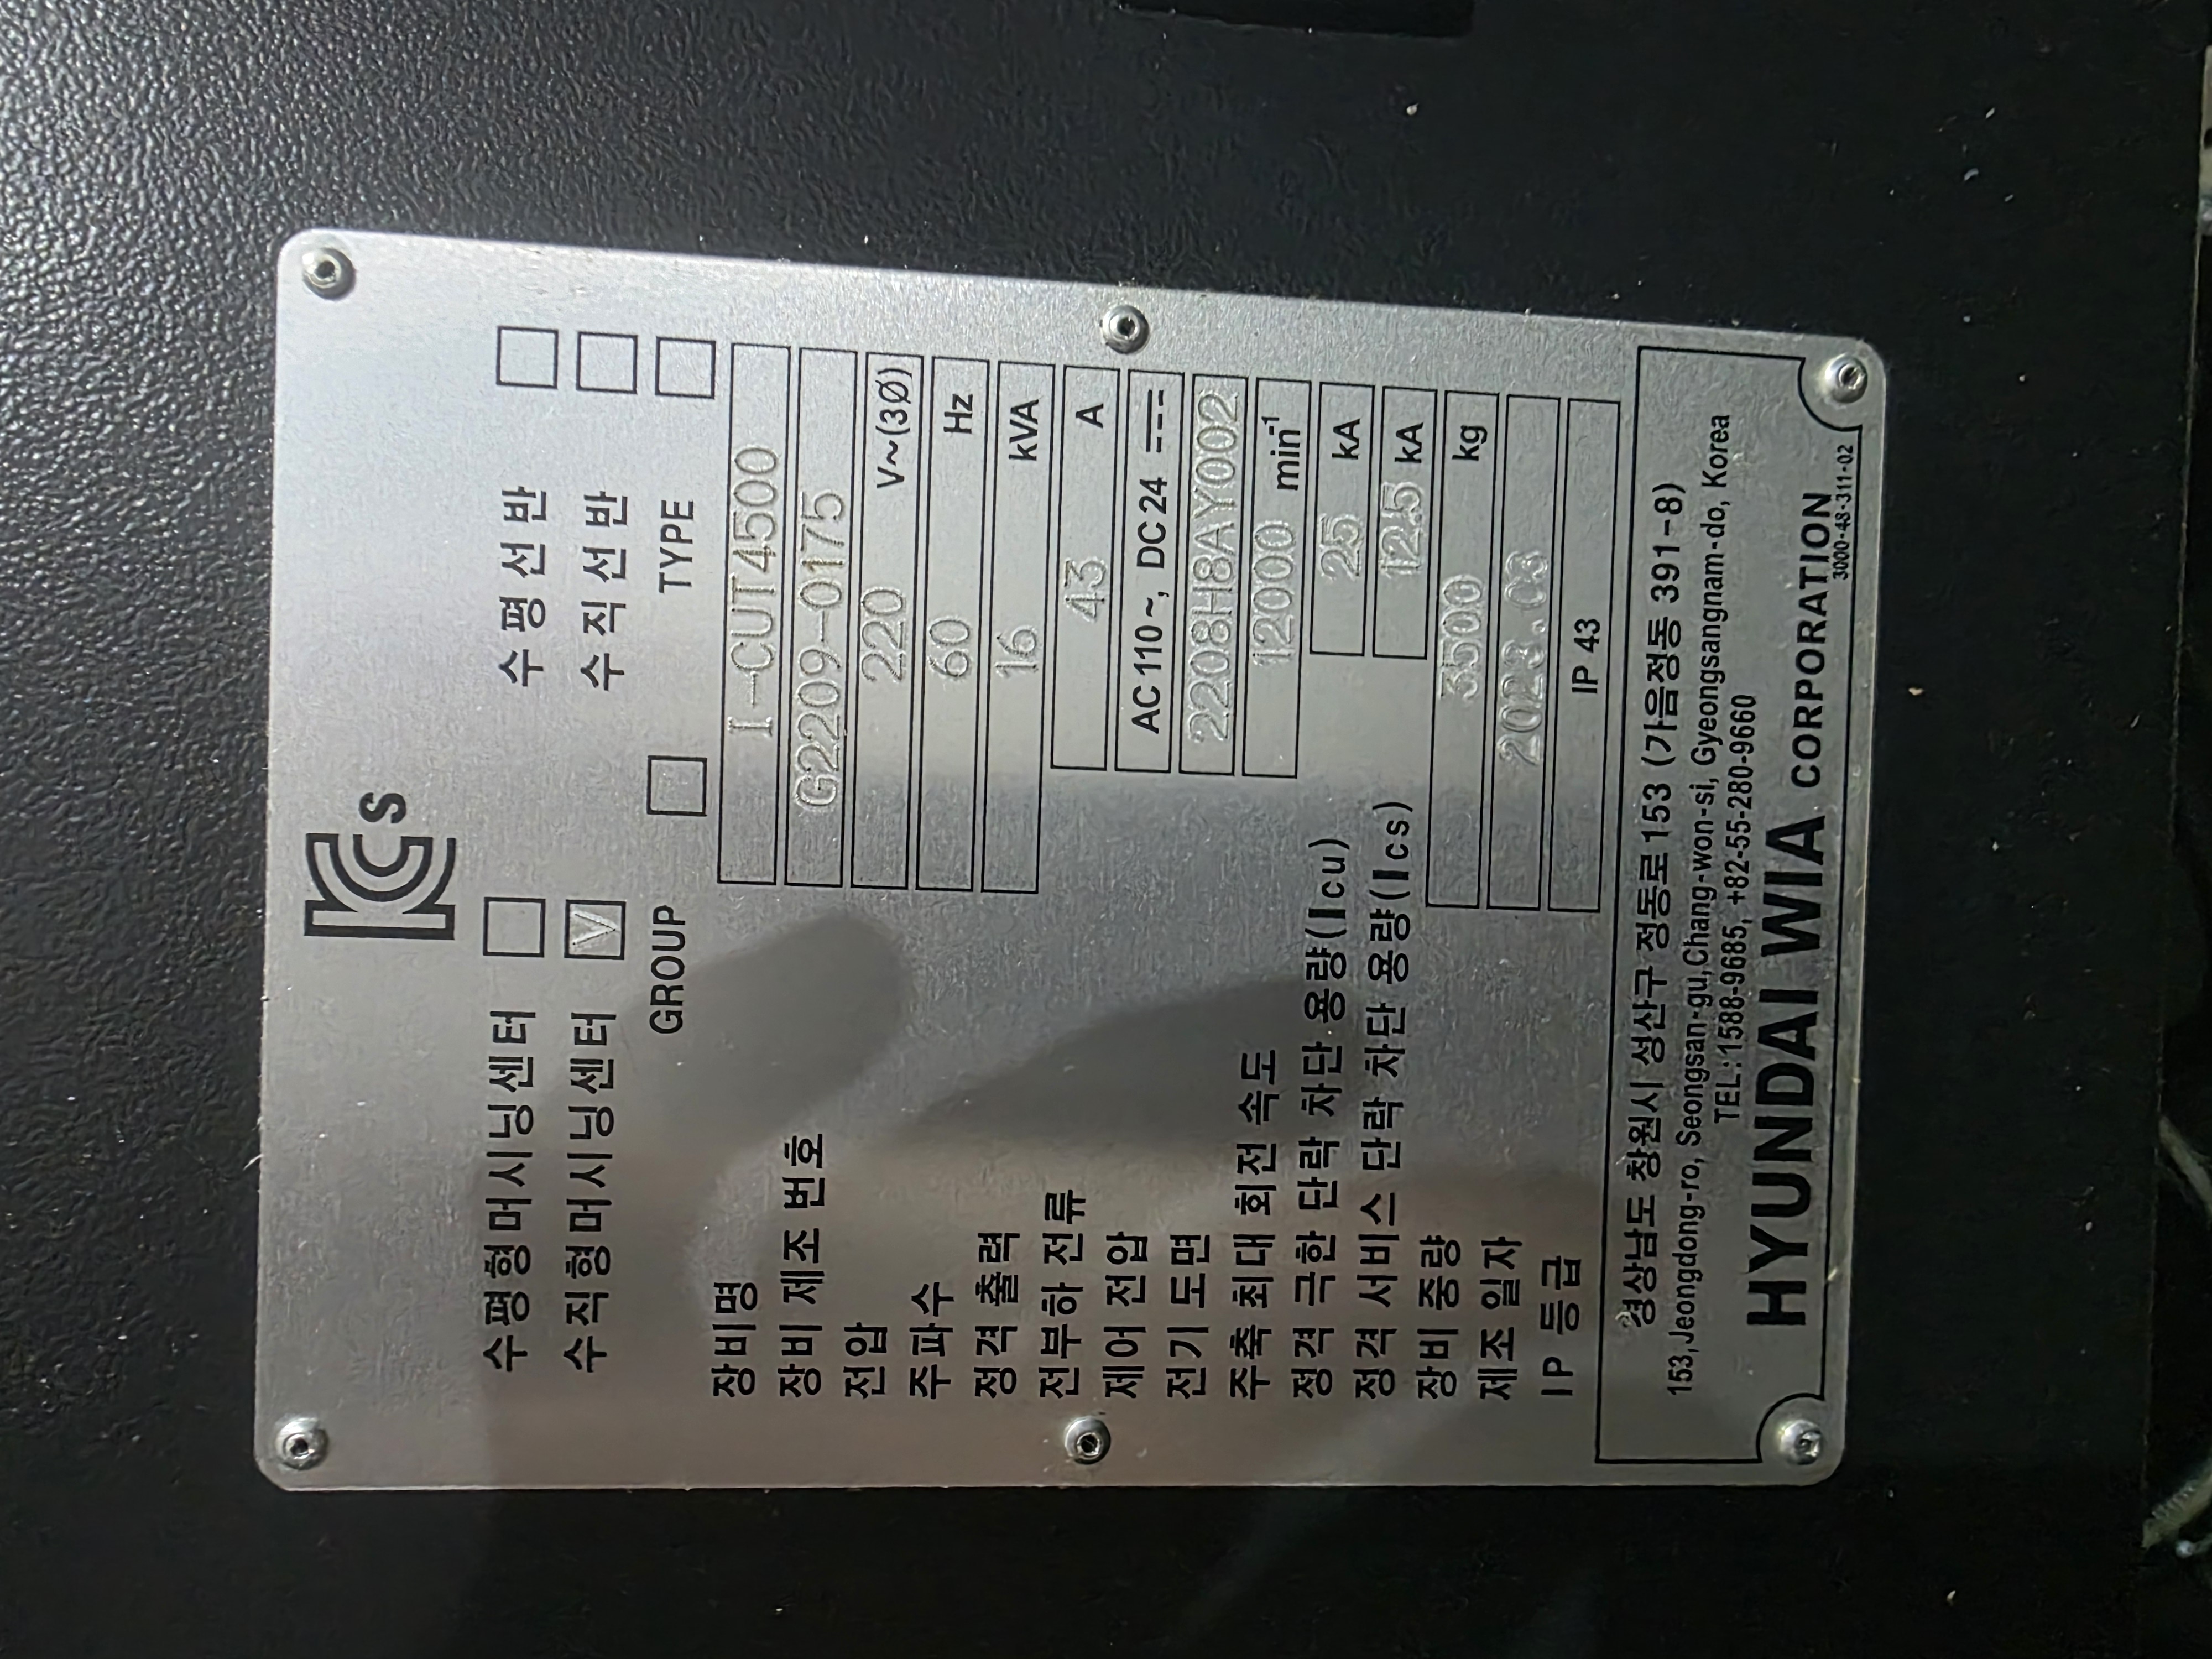 KCs
수평형머시닝센터 □ 수평선반 □
수직형머시닝센터 ☑ 수직선반 □
GROUP □ TYPE □
장비명 I-CUT4500
장비 제조 번호 G2209-0175
전압 220 V~(3Ø)
주파수 60 Hz
정격 출력 16 kVA
전부하 전류 43 A
제어 전압 AC110~, DC24 ⎓
전기 도면 2208H8AY002
주축 최대 회전 속도 12000 min⁻¹
정격 극한 단락 차단 용량(Icu) 25 kA
정격 서비스 단락 차단 용량(Ics) 12.5 kA
장비 중량 3500 kg
제조 일자 2023.03
IP 등급 IP 43
경상남도 창원시 성산구 정동로 153 (가음정동 391-8)
153,Jeongdong-ro, Seongsan-gu,Chang-won-si, Gyeongsangnam-do, Korea
TEL:1588-9685, +82-55-280-9660
HYUNDAI WIA CORPORATION
3000-48-311-02